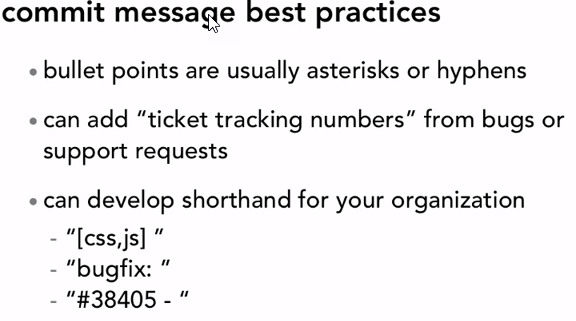 commit message best practices
• bullet points are usually asterisks or hyphens
• can add “ticket tracking numbers” from bugs or
support requests
• can develop shorthand for your organization
- “[css,js] ”
- “bugfix: ”
- “#38405 - “